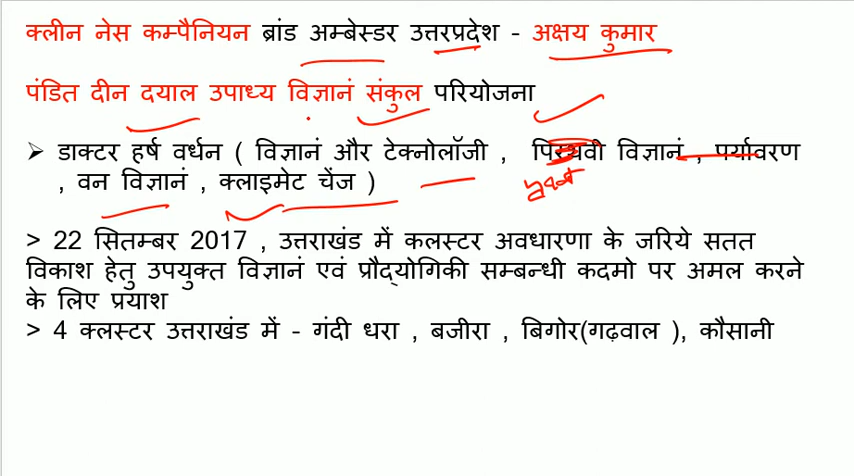 क्लीन नेस कम्पैनियन ब्रांड अम्बेस्डर उत्तरप्रदेश - अक्षय कुमार
पंडित दीन दयाल उपाध्य विज्ञानं संकुल परियोजना
➢ डाक्टर हर्ष वर्धन ( विज्ञानं और टेक्नोलॉजी , विज्ञानं , पर्यावरण
, वन विज्ञानं , क्लाइमेट चेंज )
> 22 सितम्बर 2017 , उत्तराखंड में कलस्टर अवधारणा के जरिये सतत
विकाश हेतु उपयुक्त विज्ञानं एवं प्रौद्योगिकी सम्बन्धी कदमो पर अमल करने
के लिए प्रयाश
> 4 क्लस्टर उत्तराखंड में - गंदी धरा , बजीरा , बिगोर(गढ़वाल ), कौसानी